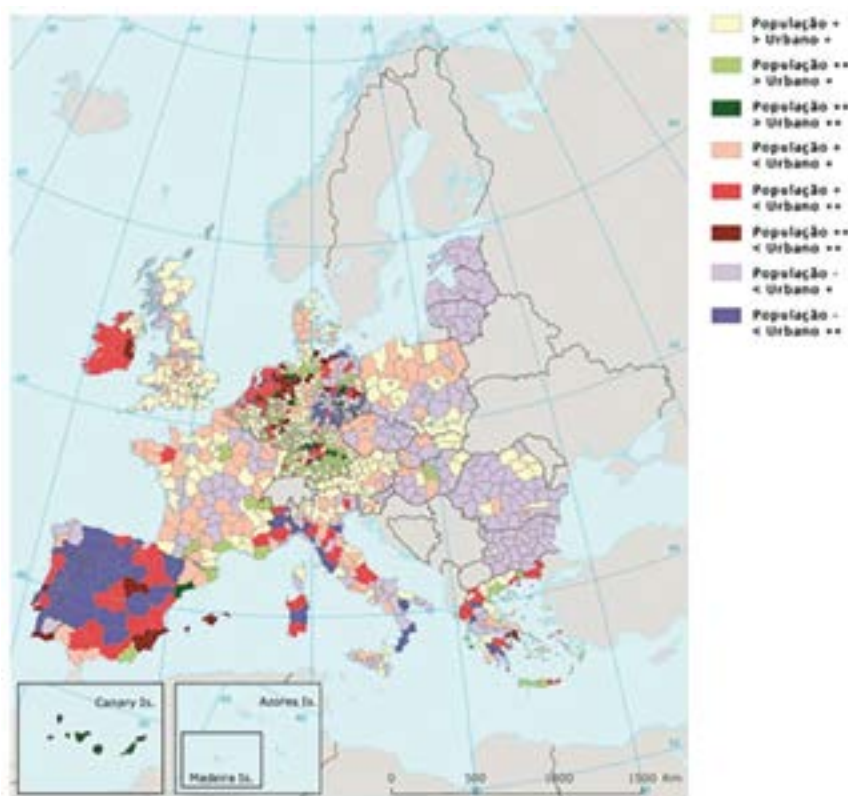 População +
> Urbano +
População ++
> Urbano +
População ++
> Urbano ++
População +
< Urbano +
População +
< Urbano ++
População ++
< Urbano ++
População -
< Urbano +
População -
< Urbano ++
Canary Is.
Azores Is.
Madeira Is.
0 500 1000 1500 Km